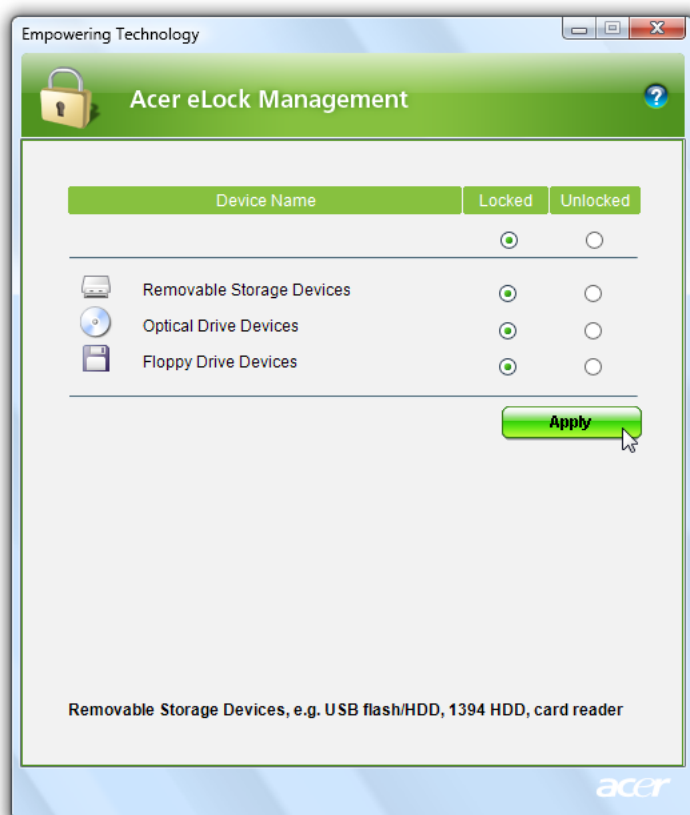 Empowering Technology
Acer eLock Management
?
Device Name Locked Unlocked
Removable Storage Devices
Optical Drive Devices
Floppy Drive Devices
Apply
Removable Storage Devices, e.g. USB flash/HDD, 1394 HDD, card reader
acer